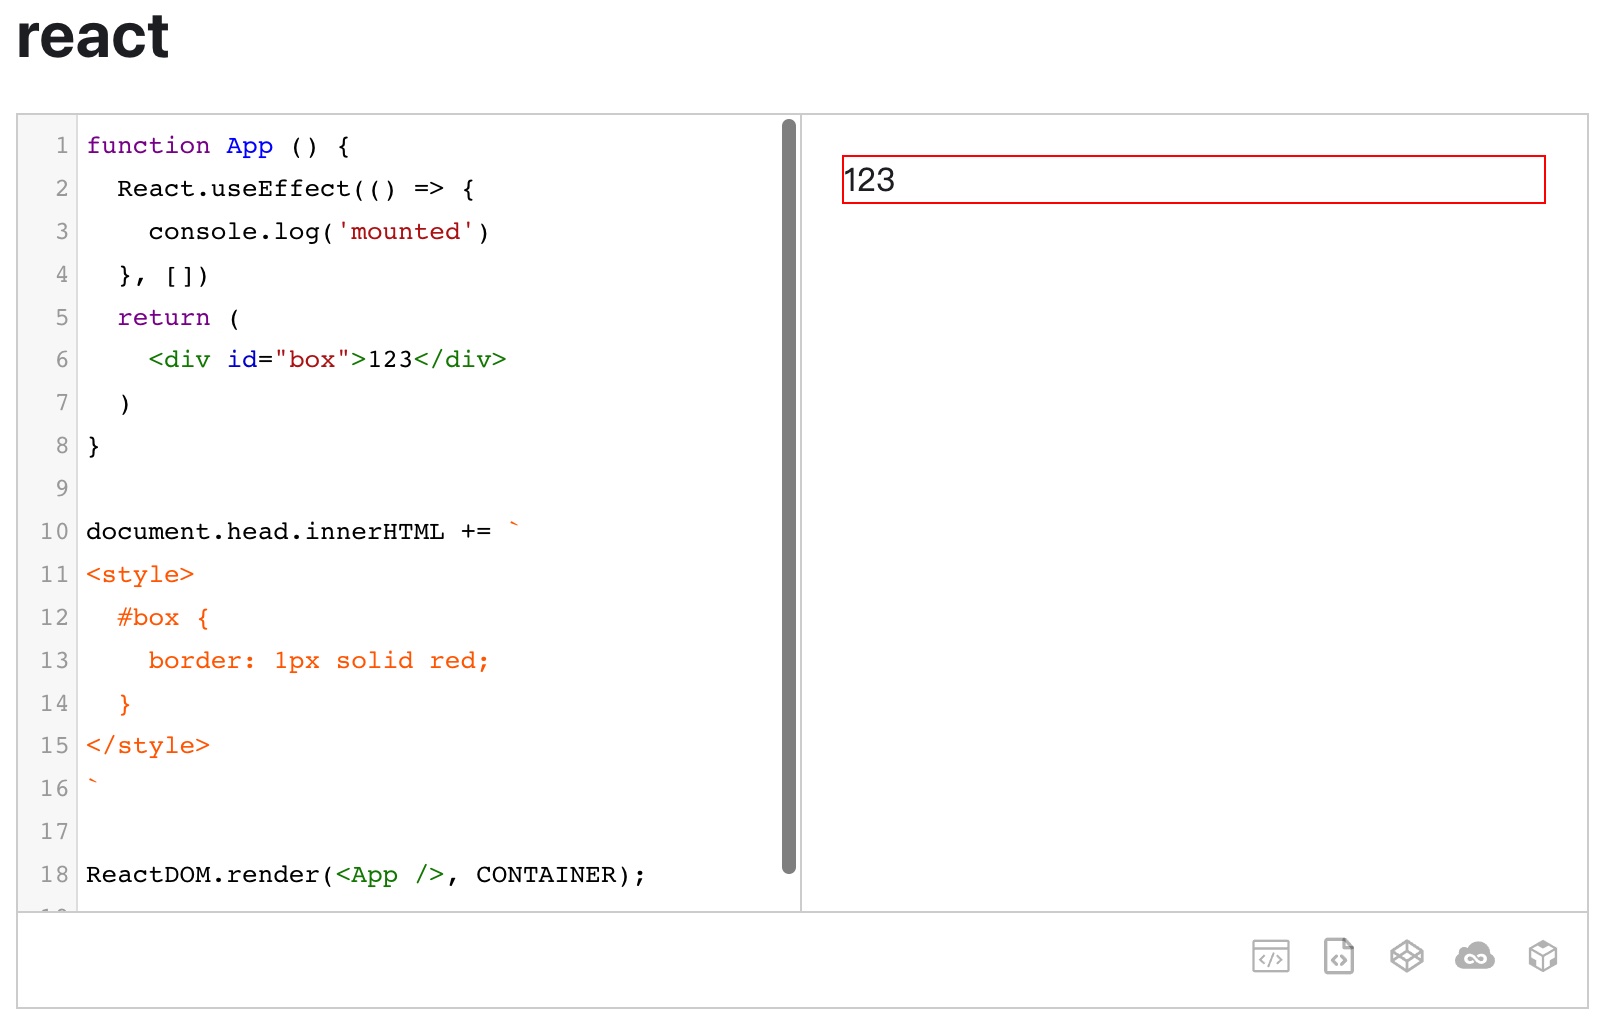 react
1 function App () {
2   React.useEffect(() => {
3     console.log('mounted')
4   }, [])
5   return (
6     <div id="box">123</div>
7   )
8 }
9
10 document.head.innerHTML += `
11 <style>
12   #box {
13     border: 1px solid red;
14   }
15 </style>
16 `
17
18 ReactDOM.render(<App />, CONTAINER);
123